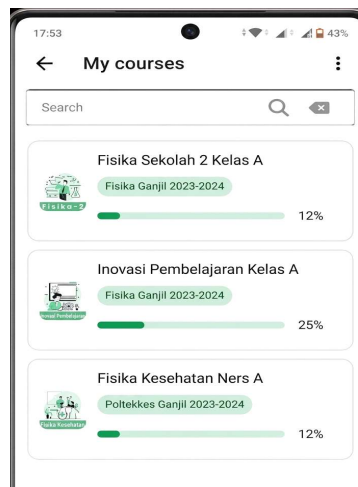 17:53
43%
My courses
Search
Fisika Sekolah 2 Kelas A
Fisika Ganjil 2023-2024
Fisika-2
12%
Inovasi Pembelajaran Kelas A
Fisika Ganjil 2023-2024
Inovasi Pembelajaran
25%
Fisika Kesehatan Ners A
Poltekkes Ganjil 2023-2024
Fisika Kesehatan
12%